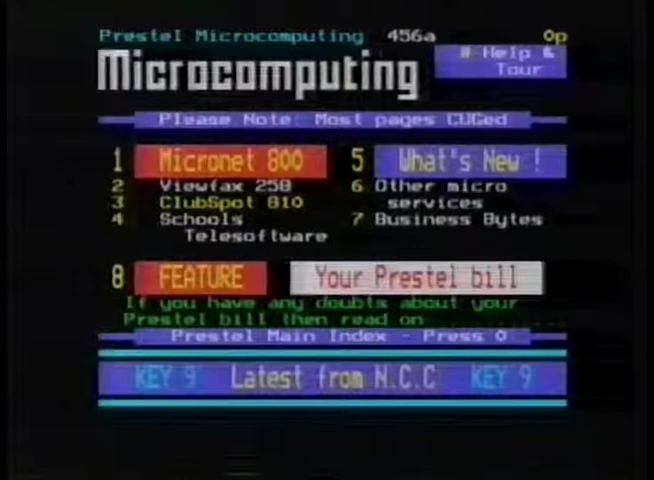 Prestel Microcomputing 456a 0p
Microcomputing
# Help &
Tour
Please Note: Most pages CUGed
1 Micronet 800 5 What's New !
2 Viewfax 258 6 Other micro
3 ClubSpot 810 services
4 Schools 7 Business Bytes
Telesoftware
8 FEATURE Your Prestel bill
If you have any doubts about your
Prestel bill then read on
Prestel Main Index - Press 0
KEY 9 Latest from N.C.C KEY 9